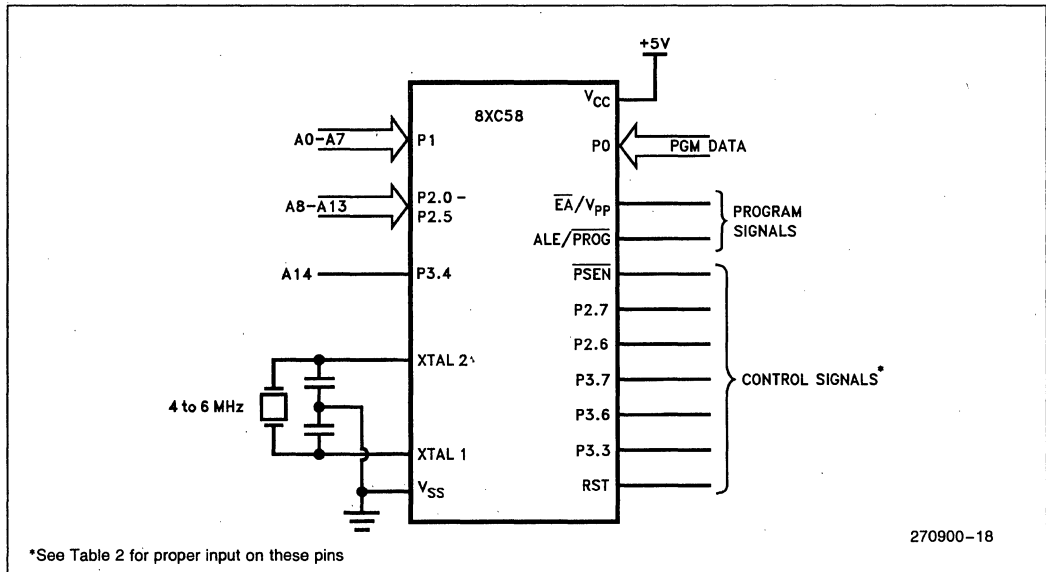 +5V
8XC58
VCC
A0-A7
P1
P0
PGM DATA
A8-A13
P2.0-
P2.5
EA/VPP
ALE/PROG
PROGRAM
SIGNALS
A14
P3.4
PSEN
P2.7
P2.6
P3.7
P3.6
P3.3
RST
CONTROL SIGNALS*
XTAL 2
4 to 6 MHz
XTAL 1
VSS
270900-18
*See Table 2 for proper input on these pins